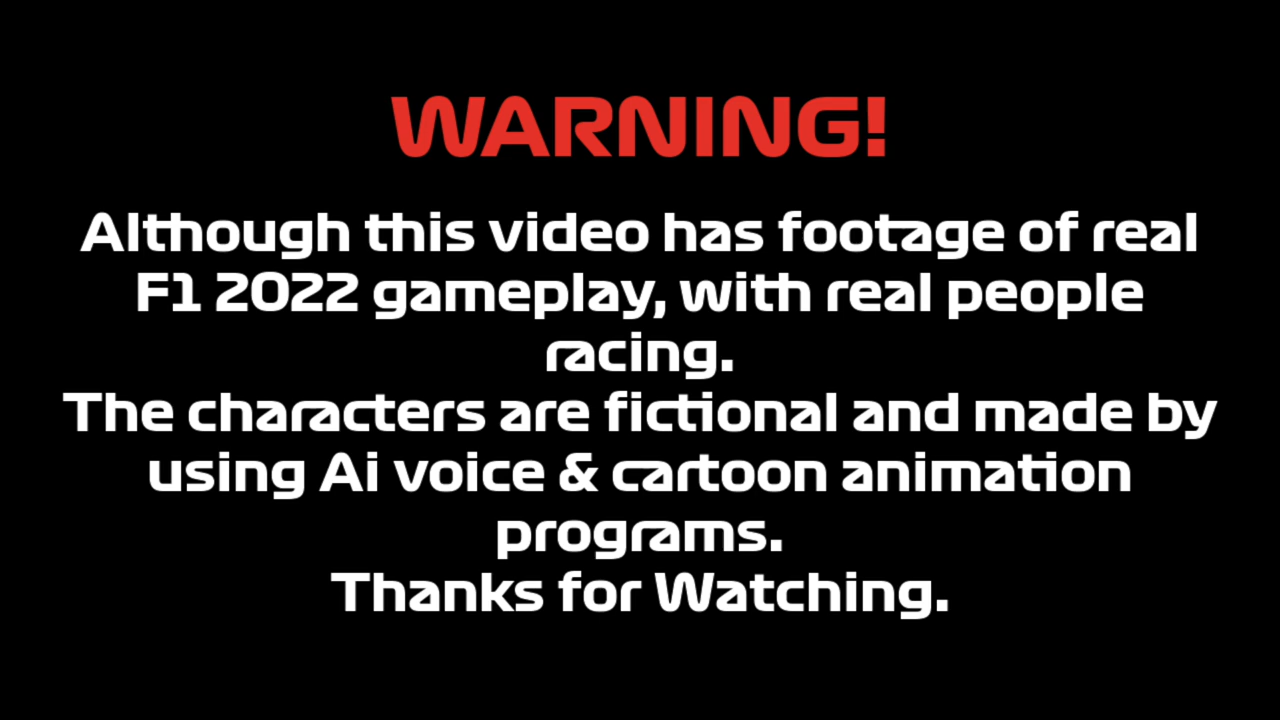 WARNING!
Although this video has footage of real
F1 2022 gameplay, with real people
racing.
The characters are fictional and made by
using Ai voice & cartoon animation
programs.
Thanks for Watching.